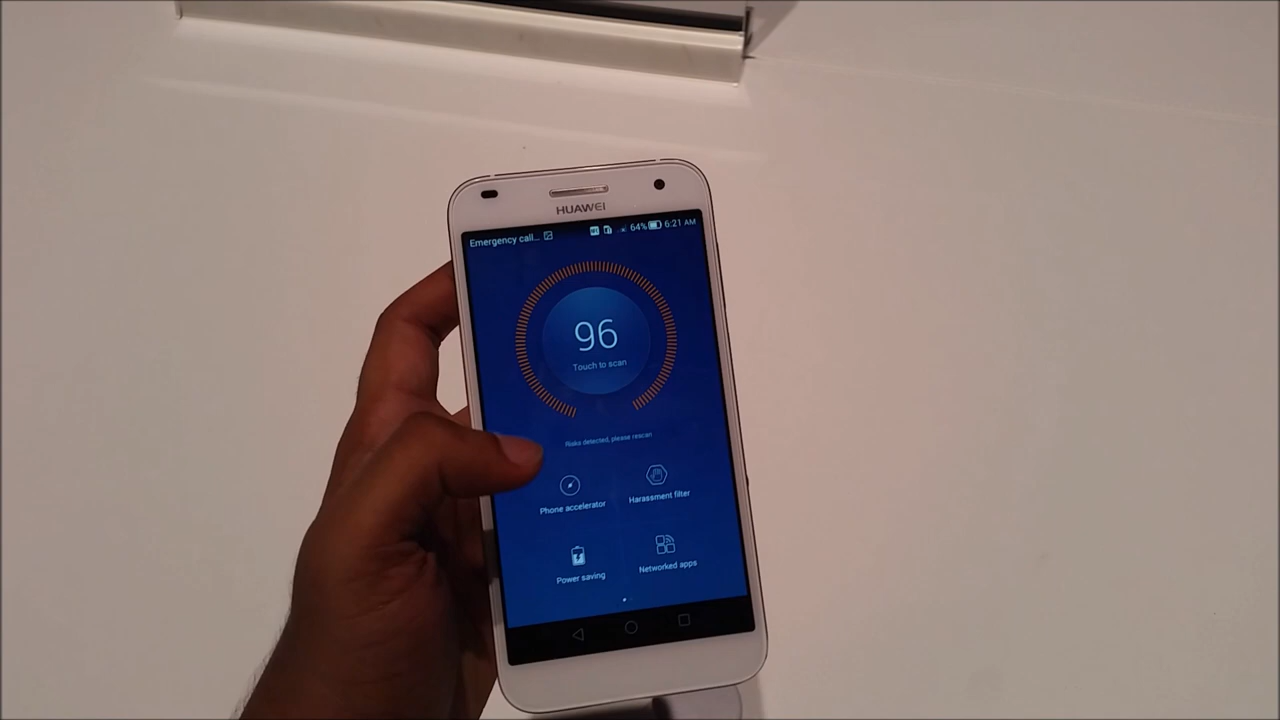 HUAWEI
Emergency call... 64% 6:21 AM
96
Touch to scan
Risks detected, please rescan
Phone accelerator
Harassment filter
Power saving
Networked apps